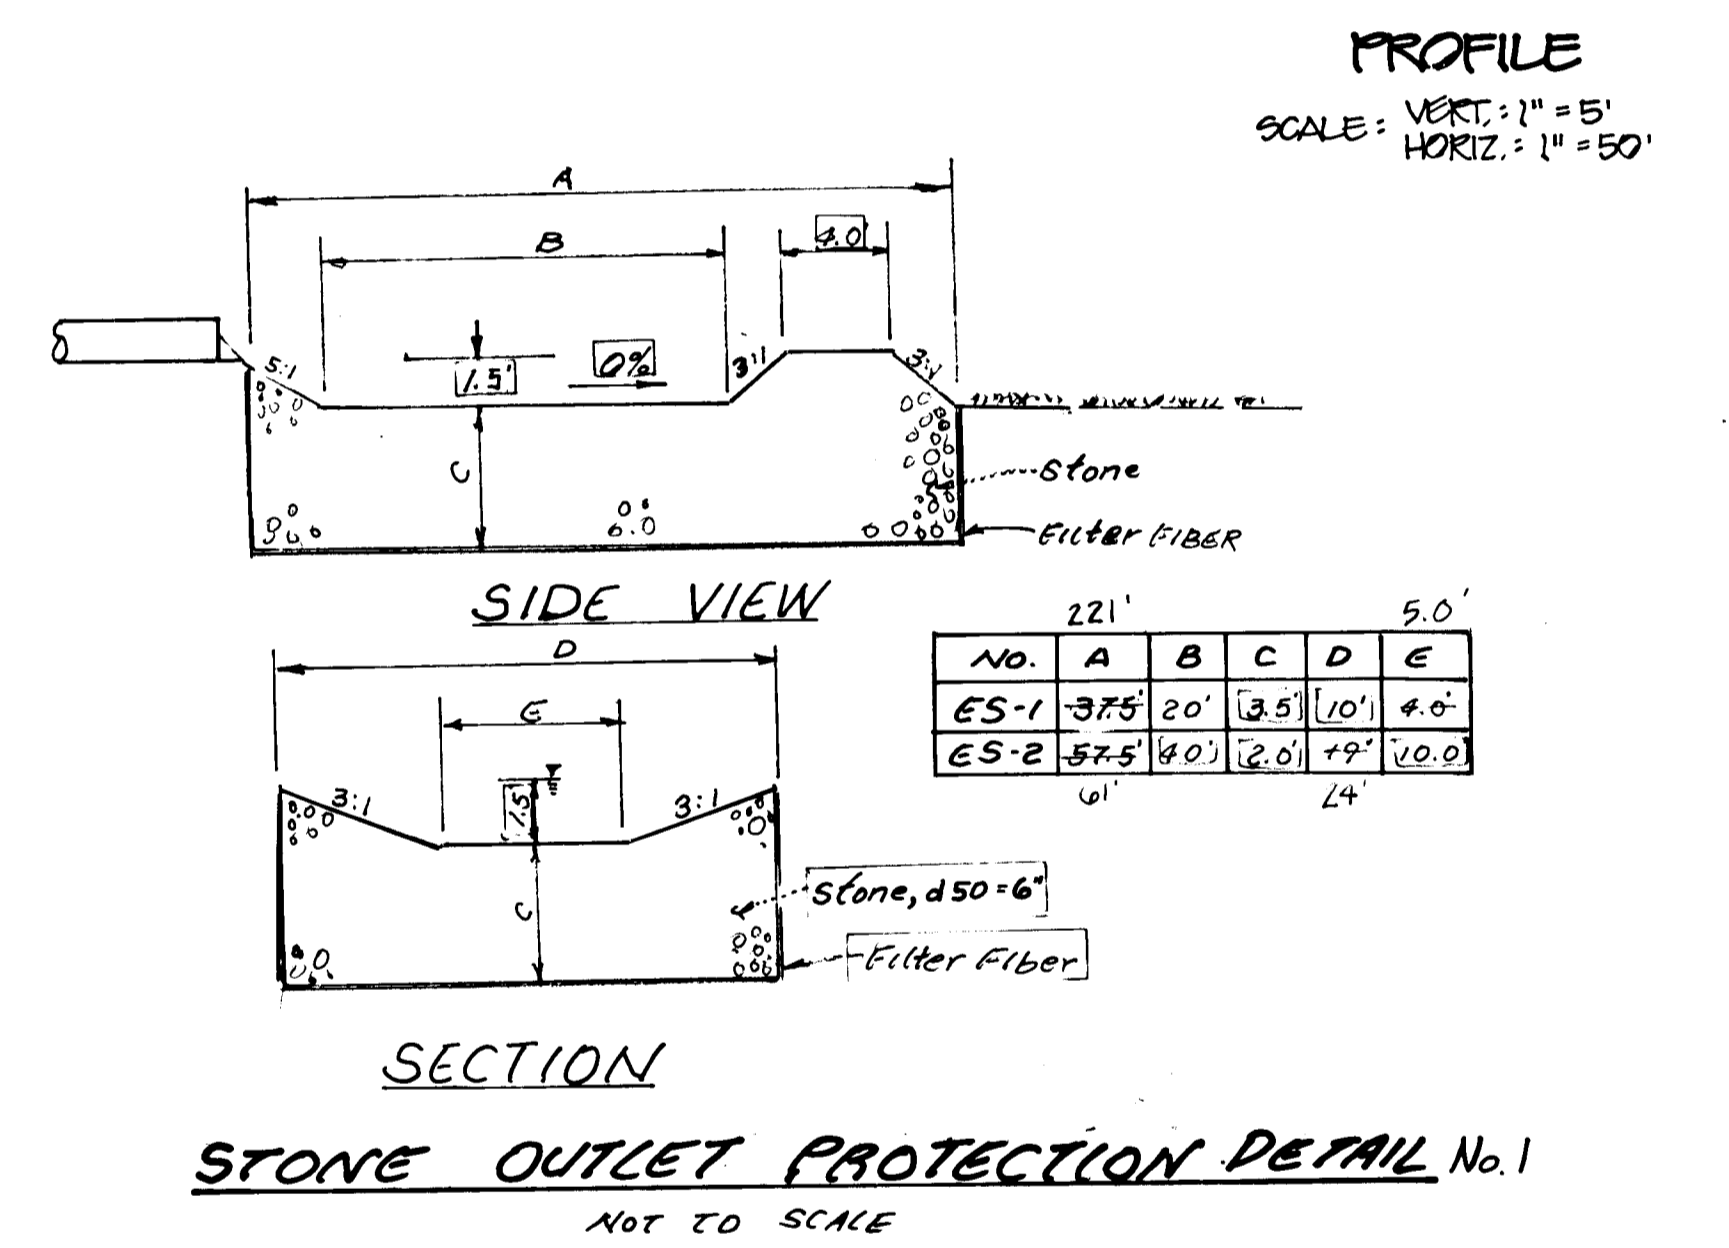 PROFILE
SCALE: VERT.: 1" = 5'
HORIZ.: 1" = 50'
A
B
4.0'
5:1
1.5'
0%
3:1
3:1
C
Stone
Filter FIBER
SIDE VIEW
221' 5.0'
NO. A B C D E
ES-1 37.5' 20' 3.5' 10' 4.0'
ES-2 57.5' 40' 2.0' 19' 10.0'
61'
D
E
3:1
1.5'
3:1
C
Stone, d50=6"
Filter Fiber
SECTION
STONE OUTLET PROTECTION DETAIL No. 1
NOT TO SCALE